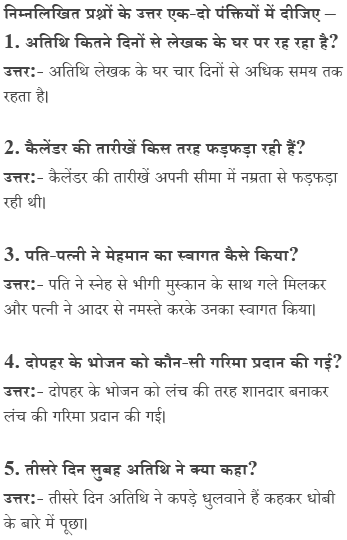 निम्नलिखित प्रश्नों के उत्तर एक-दो पंक्तियों में दीजिए –
1. अतिथि कितने दिनों से लेखक के घर पर रह रहा है?
उत्तर:- अतिथि लेखक के घर चार दिनों से अधिक समय तक
रहता है।
2. कैलेंडर की तारीखें किस तरह फड़फड़ा रही हैं?
उत्तर:- कैलेंडर की तारीखें अपनी सीमा में नम्रता से फड़फड़ा
रही थी।
3. पति-पत्नी ने मेहमान का स्वागत कैसे किया?
उत्तर:- पति ने स्नेह से भीगी मुस्कान के साथ गले मिलकर
और पत्नी ने आदर से नमस्ते करके उनका स्वागत किया।
4. दोपहर के भोजन को कौन-सी गरिमा प्रदान की गई?
उत्तर:- दोपहर के भोजन को लंच की तरह शानदार बनाकर
लंच की गरिमा प्रदान की गई।
5. तीसरे दिन सुबह अतिथि ने क्या कहा?
उत्तर:- तीसरे दिन अतिथि ने कपड़े धुलवाने हैं कहकर धोबी
के बारे में पूछा।